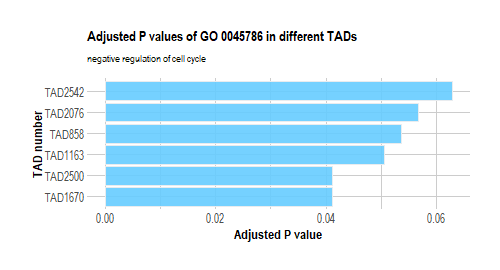 Adjusted P values of GO 0045786 in different TADs
negative regulation of cell cycle
TAD2542
TAD2076
TAD858
TAD1163
TAD2500
TAD1670
TAD number
0.00 0.02 0.04 0.06
Adjusted P value